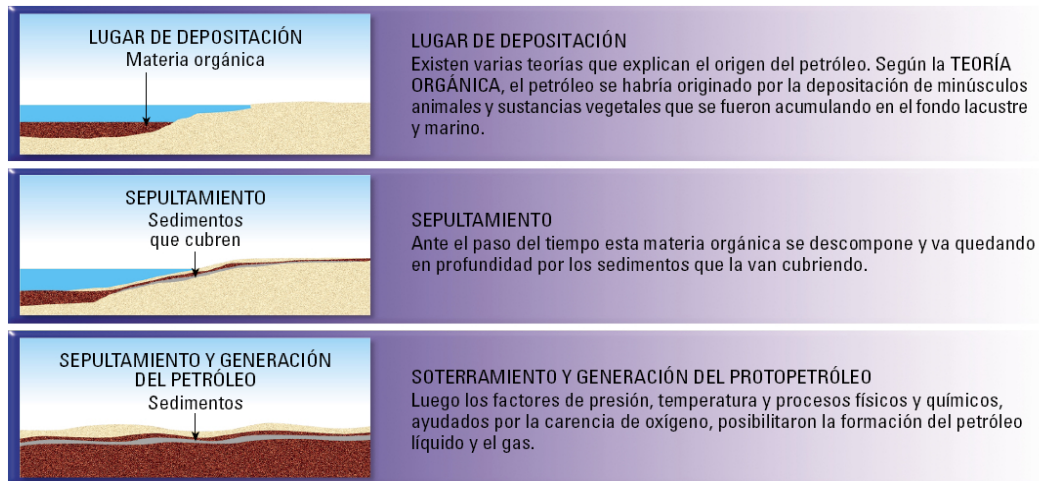 LUGAR DE DEPOSITACIÓN
Materia orgánica
LUGAR DE DEPOSITACIÓN
Existen varias teorías que explican el origen del petróleo. Según la TEORÍA
ORGÁNICA, el petróleo se habría originado por la depositación de minúsculos
animales y sustancias vegetales que se fueron acumulando en el fondo lacustre
y marino.
SEPULTAMIENTO
Sedimentos
que cubren
SEPULTAMIENTO
Ante el paso del tiempo esta materia orgánica se descompone y va quedando
en profundidad por los sedimentos que la van cubriendo.
SEPULTAMIENTO Y GENERACIÓN
DEL PETRÓLEO
Sedimentos
SOTERRAMIENTO Y GENERACIÓN DEL PROTOPETRÓLEO
Luego los factores de presión, temperatura y procesos físicos y químicos,
ayudados por la carencia de oxígeno, posibilitaron la formación del petróleo
líquido y el gas.